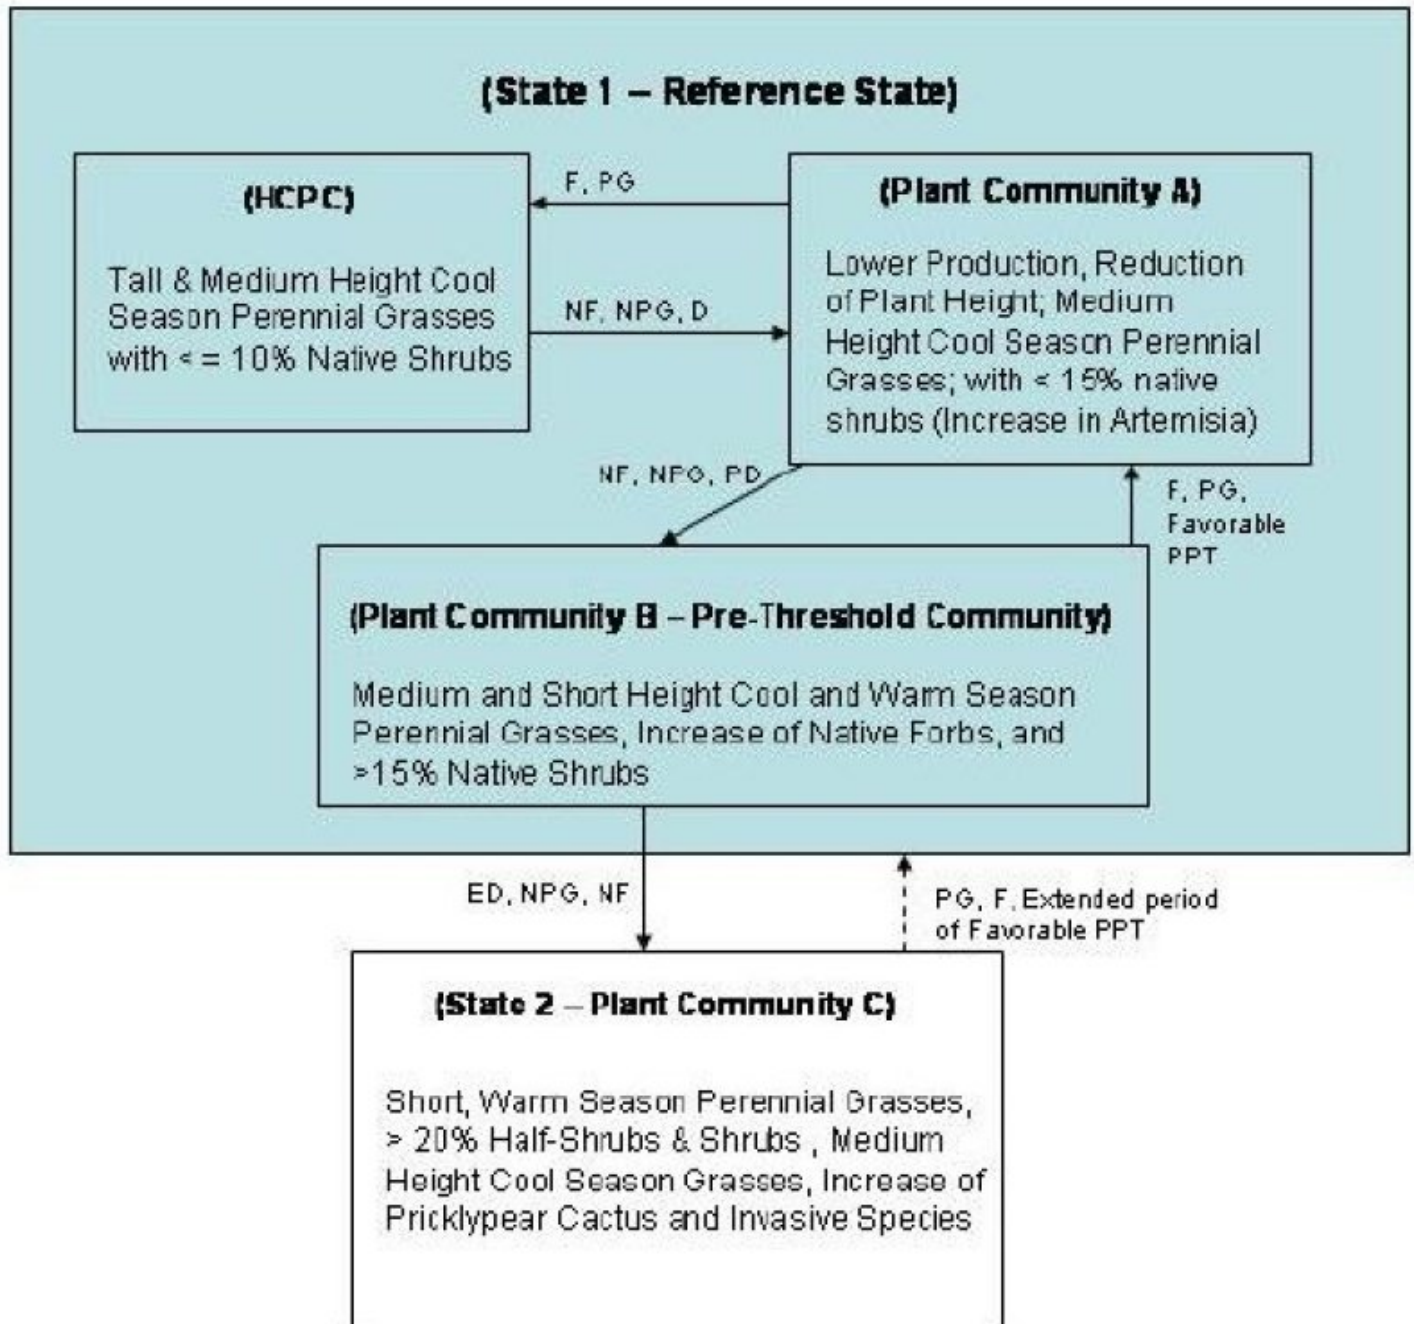 (State 1 – Reference State)
(HCPC)
Tall & Medium Height Cool
Season Perennial Grasses
with < = 10% Native Shrubs
F, PG
NF, NPG, D
(Plant Community A)
Lower Production, Reduction
of Plant Height; Medium
Height Cool Season Perennial
Grasses; with < 15% native
shrubs (Increase in Artemisia)
NF, NPG, PD
F, PG,
Favorable
PPT
(Plant Community B – Pre-Threshold Community)
Medium and Short Height Cool and Warm Season
Perennial Grasses, Increase of Native Forbs, and
>15% Native Shrubs
ED, NPG, NF
PG, F, Extended period
of Favorable PPT
(State 2 – Plant Community C)
Short, Warm Season Perennial Grasses,
> 20% Half-Shrubs & Shrubs , Medium
Height Cool Season Grasses, Increase of
Pricklypear Cactus and Invasive Species